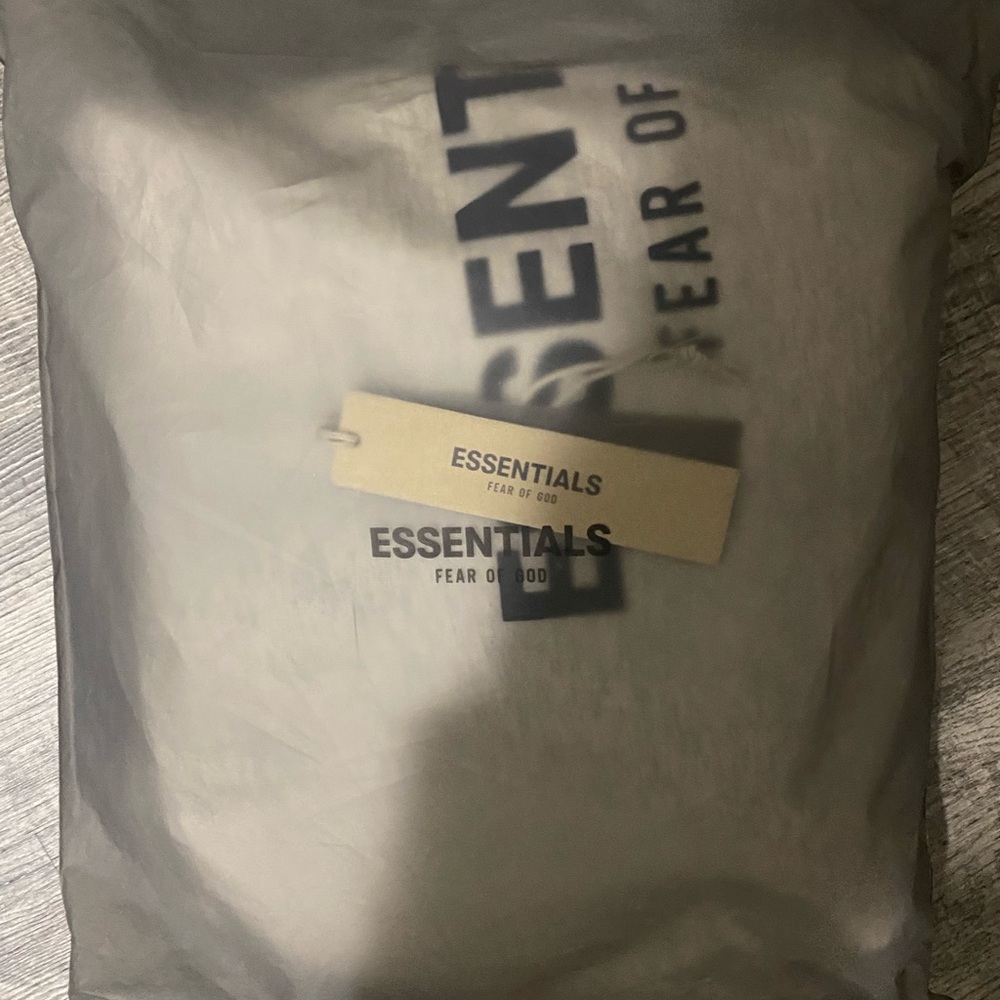 ESSENT
FEAR OF
ESSENTIALS
FEAR OF GOD
ESSENTIALS
FEAR OF GOD